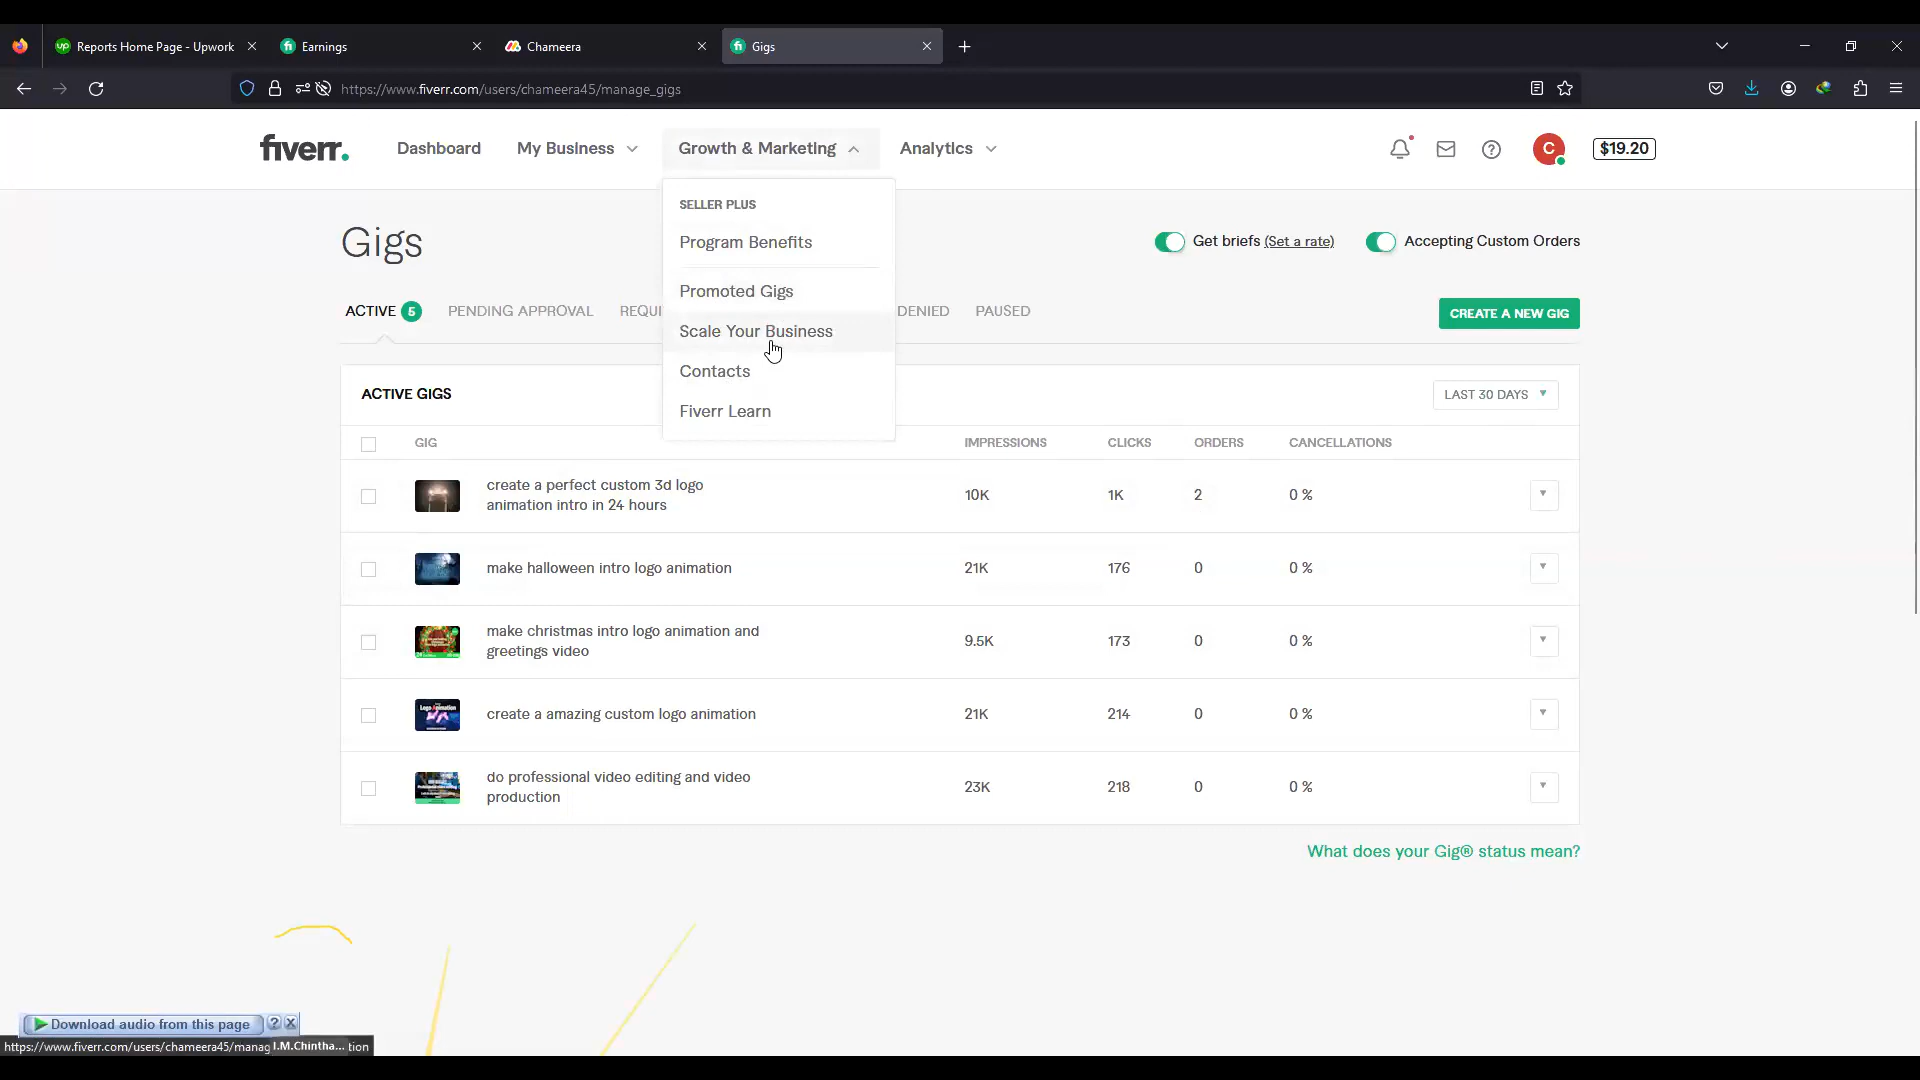 Reports Home Page - Upwork
Earnings
Chameera
Gigs
https://www.fiverr.com/users/chameera45/manage_gigs
fiverr.
Dashboard
My Business
Growth & Marketing
Analytics
C
$19.20
SELLER PLUS
Program Benefits
Promoted Gigs
Scale Your Business
Contacts
Fiverr Learn
Gigs
Get briefs (Set a rate)
Accepting Custom Orders
ACTIVE 5
PENDING APPROVAL
REQUI
DENIED
PAUSED
CREATE A NEW GIG
ACTIVE GIGS
LAST 30 DAYS
GIG
IMPRESSIONS
CLICKS
ORDERS
CANCELLATIONS
create a perfect custom 3d logo
animation intro in 24 hours
10K
1K
2
0 %
make halloween intro logo animation
21K
176
0
0 %
make christmas intro logo animation and
greetings video
9.5K
173
0
0 %
create a amazing custom logo animation
21K
214
0
0 %
do professional video editing and video
production
23K
218
0
0 %
What does your Gig® status mean?
Download audio from this page
https://www.fiverr.com/users/chameera45/manag
I.M.Chintha...
tion